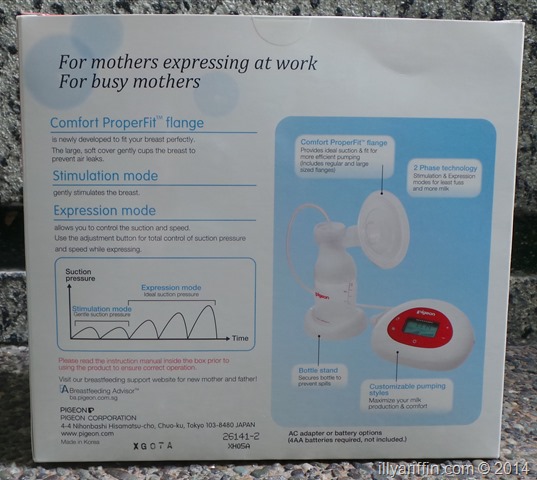 For mothers expressing at work
For busy mothers
Comfort ProperFit™ flange
is newly developed to fit your breast perfectly.
The large, soft cover gently cups the breast to
prevent air leaks.
Stimulation mode
gently stimulates the breast.
Expression mode
allows you to control the suction and speed.
Use the adjustment button for total control of suction pressure
and speed while expressing.
Suction
pressure
Expression mode
Ideal suction pressure
Stimulation mode
Gentle suction pressure
Time
Please read the instruction manual inside the box prior to
using the product to ensure correct operation.
Visit our breastfeeding support website for new mother and father!
Breastfeeding Advisor™
bs.pigeon.com.sg
PIGEON
PIGEON CORPORATION
4-4 Nihonbashi Hisamatsu-cho, Chuo-ku, Tokyo 103-8480 JAPAN
www.pigeon.com
Made in Korea
XG07A
26141-2
XH05A
Comfort ProperFit™ flange
Provides ideal suction & fit for
more efficient pumping
(includes regular and large
sized flanges)
2 Phase technology
Stimulation & Expression
modes for least fuss
and more milk
Pigeon
Pigeon
Bottle stand
Secures bottle to
prevent spills
Customizable pumping
styles
Maximize your milk
production & comfort
AC adapter or battery options
(4AA batteries required, not included.)
illyariffin.com © 2014